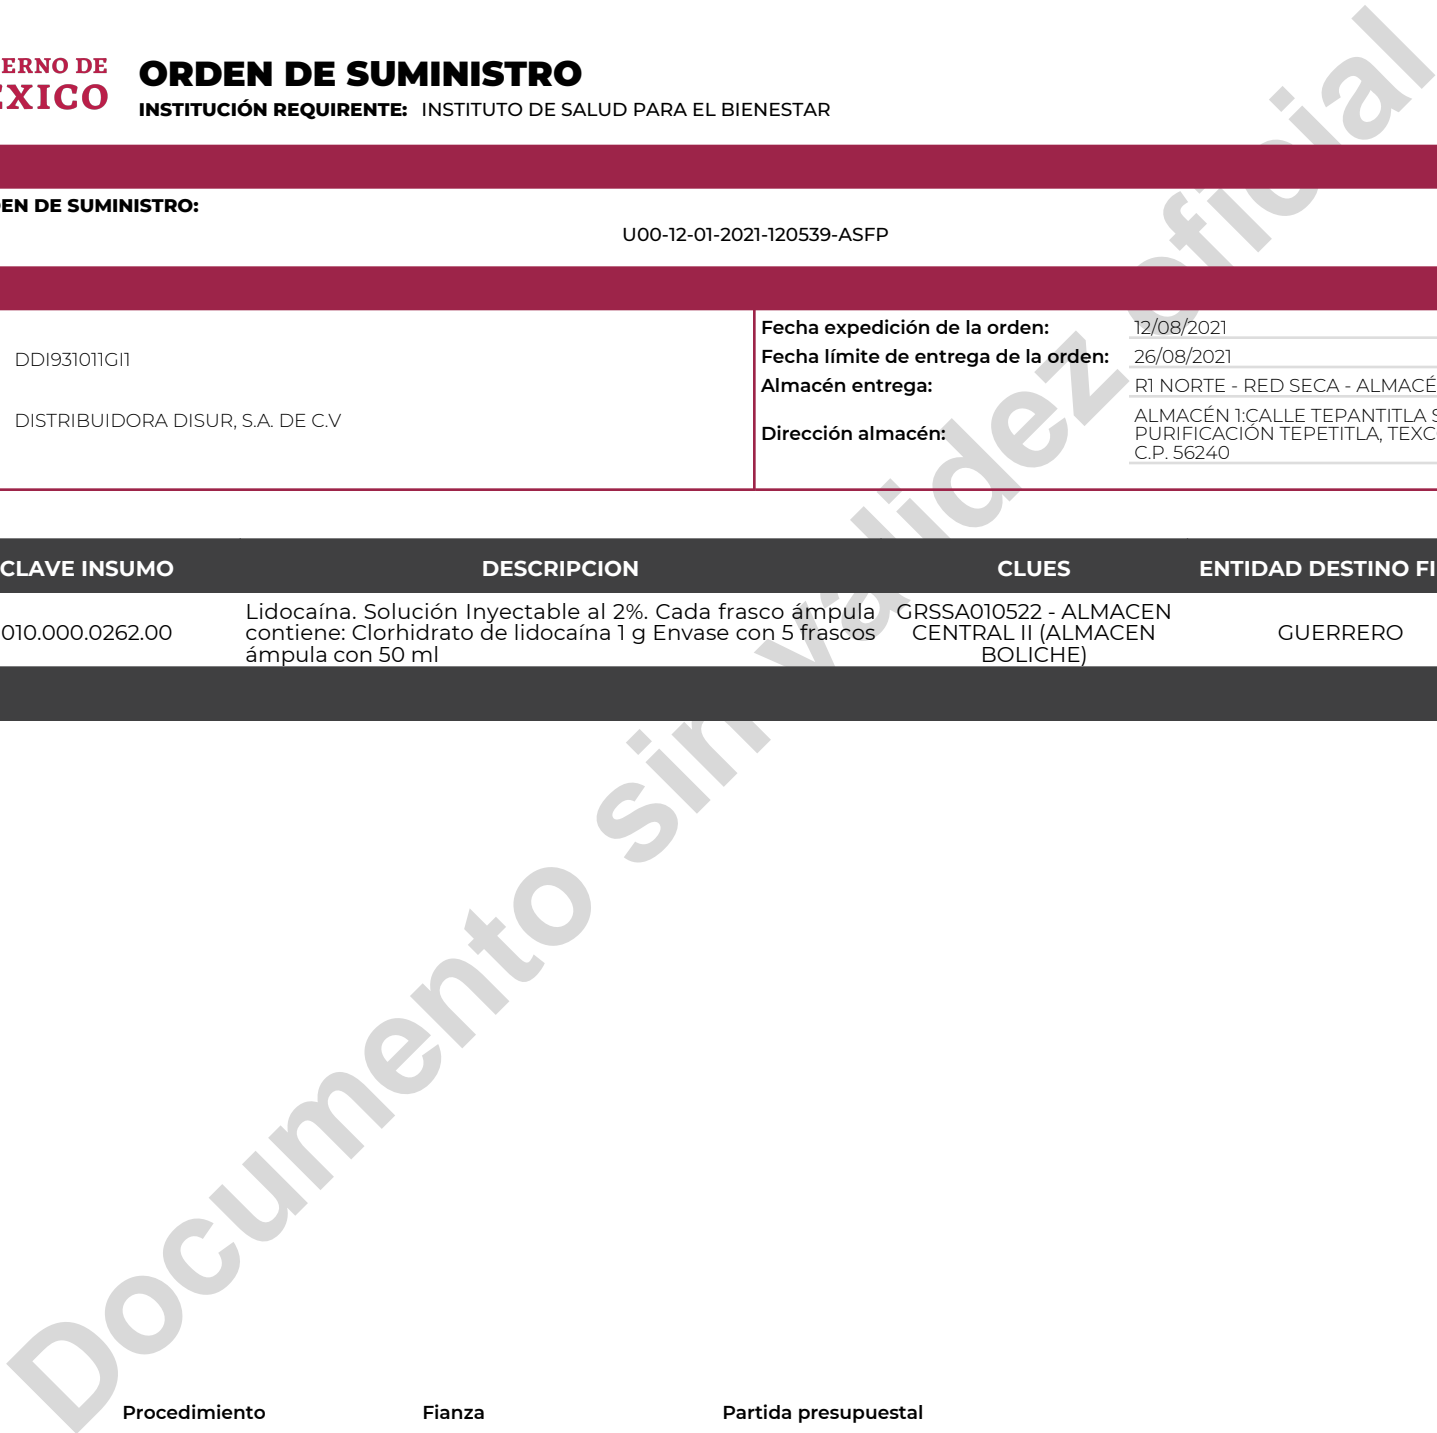 ERNO DE
ÉXICO
ORDEN DE SUMINISTRO
INSTITUCIÓN REQUIRENTE: INSTITUTO DE SALUD PARA EL BIENESTAR
EN DE SUMINISTRO:
U00-12-01-2021-120539-ASFP
DDI931011GI1
DISTRIBUIDORA DISUR, S.A. DE C.V
Fecha expedición de la orden: 12/08/2021
Fecha límite de entrega de la orden: 26/08/2021
Almacén entrega: R1 NORTE - RED SECA - ALMACÉ
Dirección almacén: ALMACÉN 1:CALLE TEPANTITLA S
PURIFICACIÓN TEPETITLA, TEXC
C.P. 56240
CLAVE INSUMO DESCRIPCION CLUES ENTIDAD DESTINO FI
010.000.0262.00
Lidocaína. Solución Inyectable al 2%. Cada frasco ámpula
contiene: Clorhidrato de lidocaína 1 g Envase con 5 frascos
ámpula con 50 ml
GRSSA010522 - ALMACEN
CENTRAL II (ALMACEN
BOLICHE)
GUERRERO
Documento sin validez oficial
Procedimiento Fianza Partida presupuestal